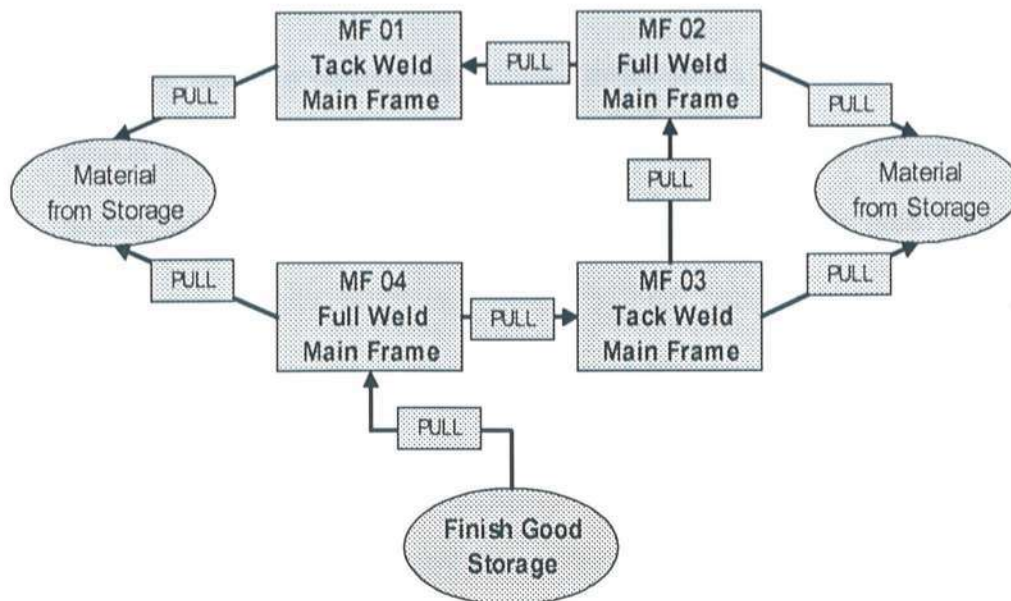 MF 01
Tack Weld
Main Frame
PULL
MF 02
Full Weld
Main Frame
PULL
PULL
Material
from Storage
PULL
Material
from Storage
PULL
MF 04
Full Weld
Main Frame
PULL
MF 03
Tack Weld
Main Frame
PULL
PULL
Finish Good
Storage